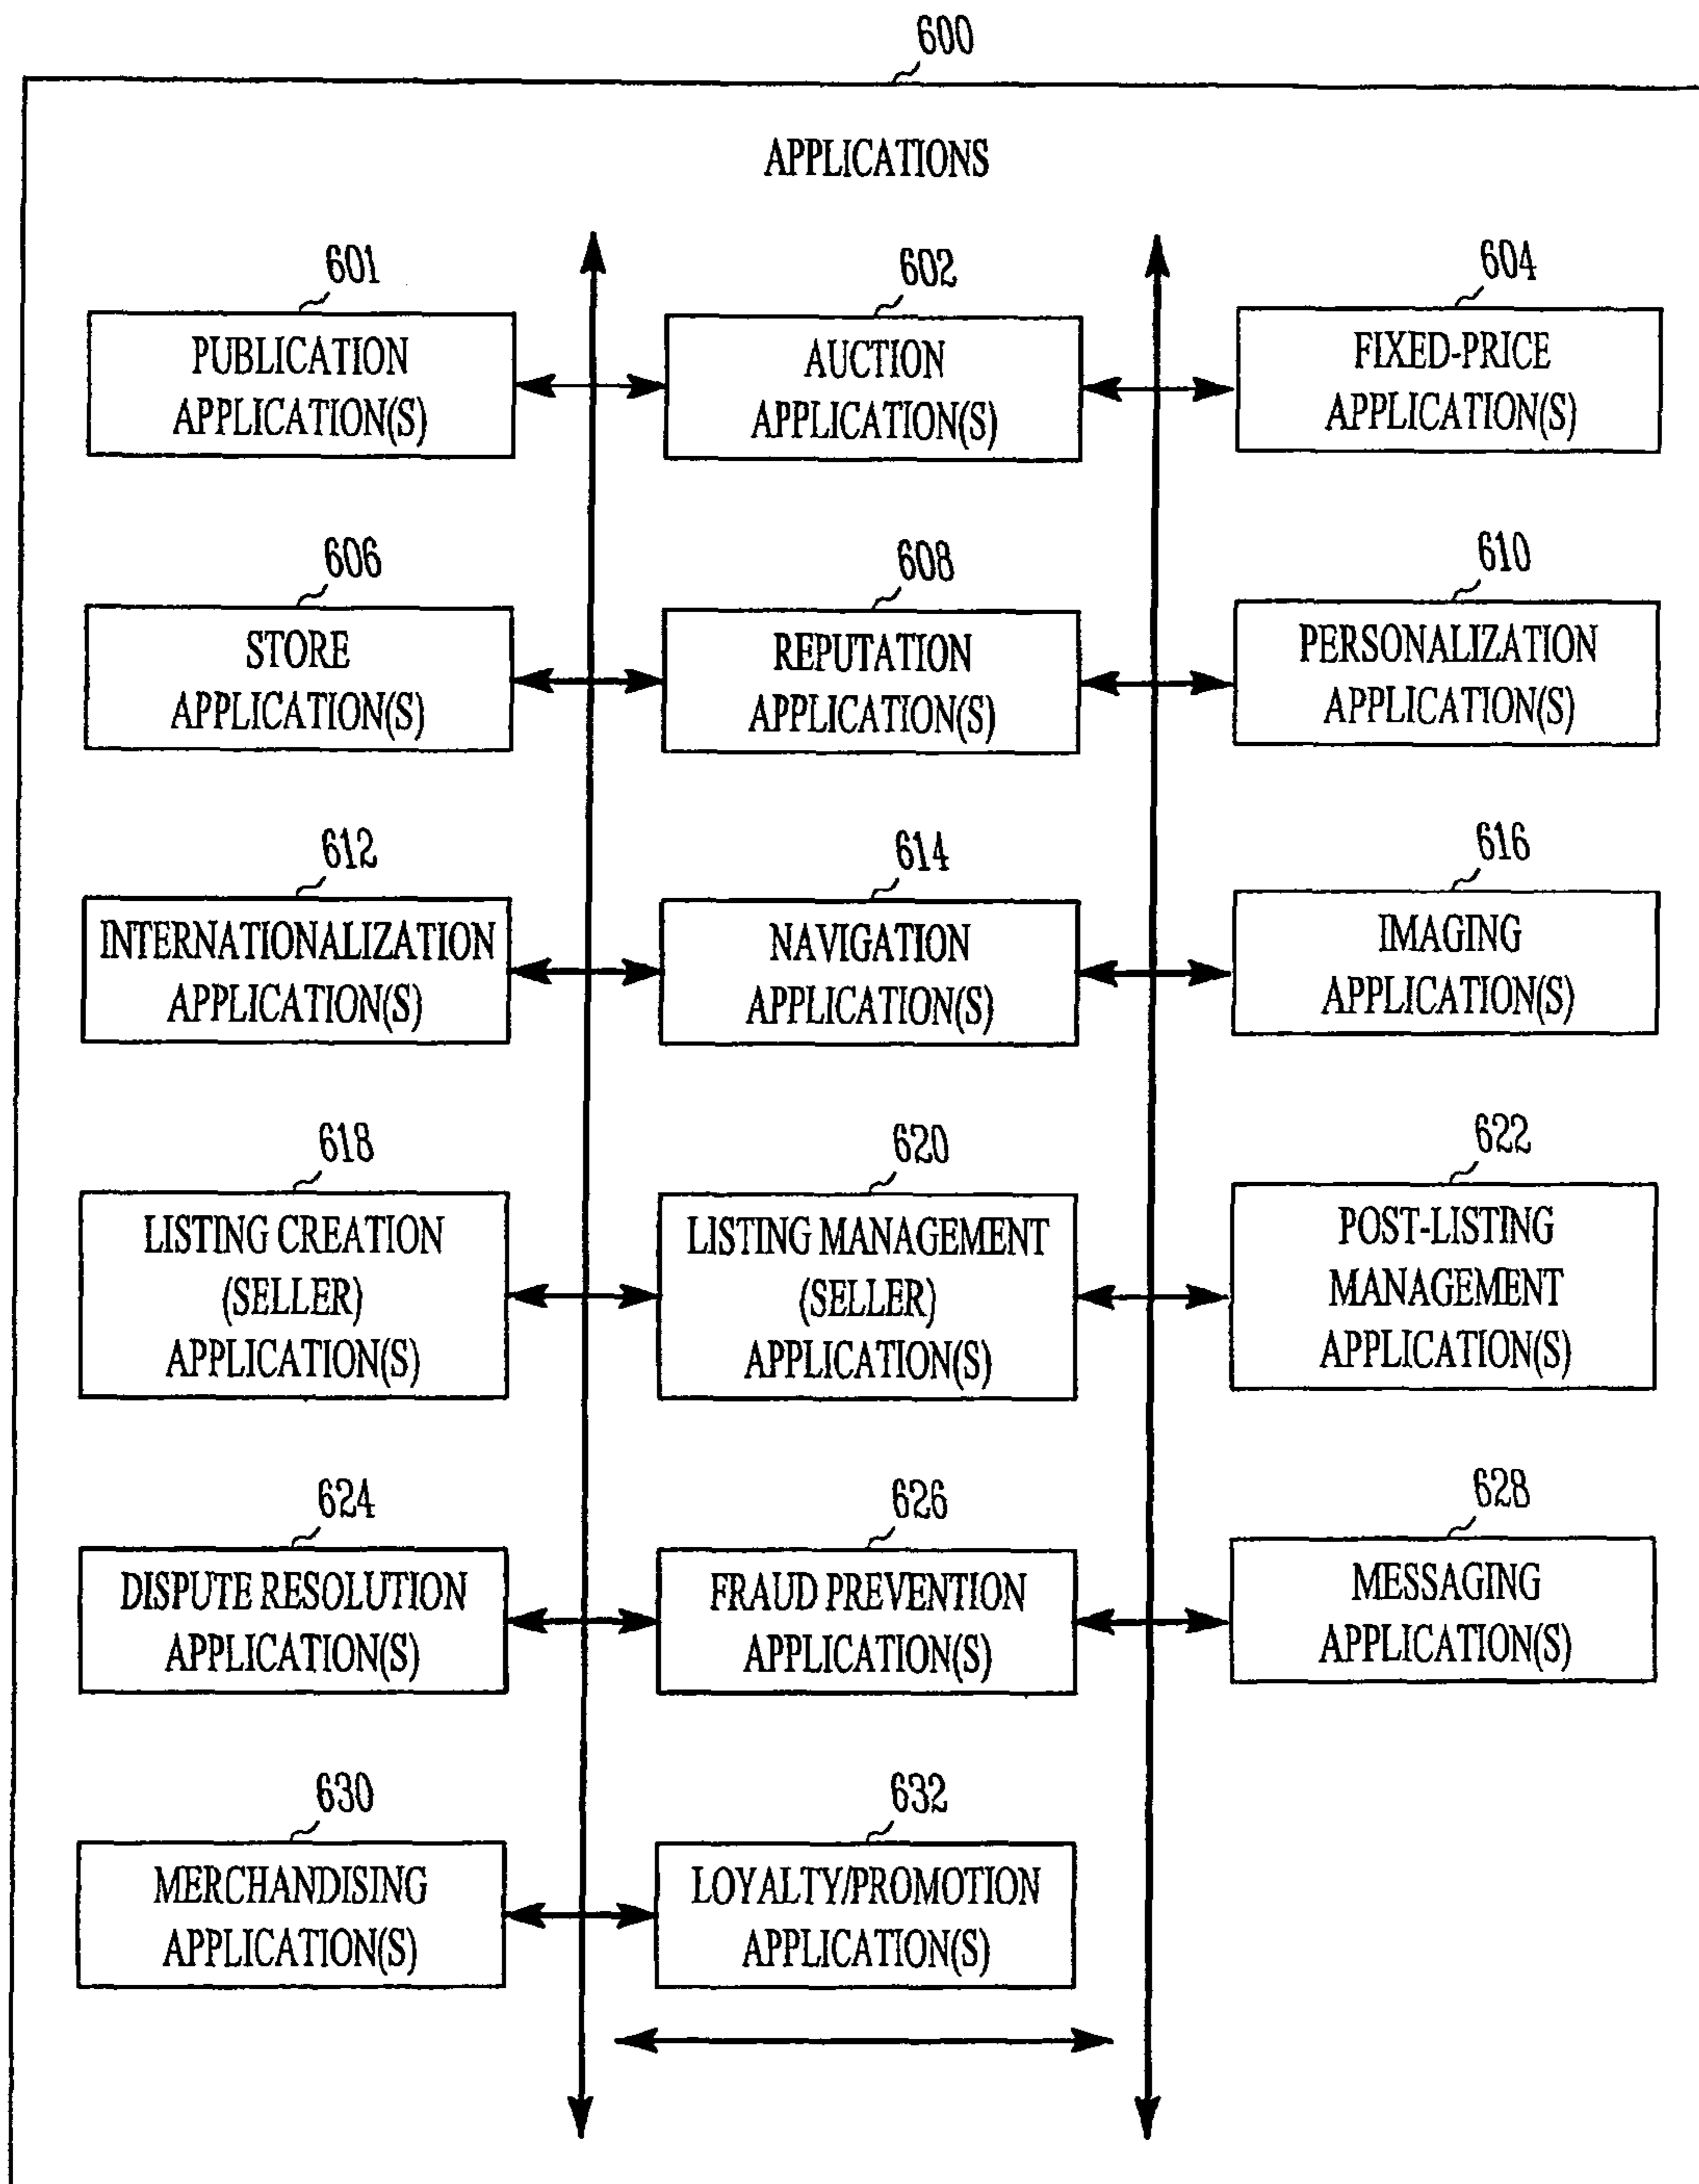 600
APPLICATIONS
601
PUBLICATION
APPLICATION(S)
602
AUCTION
APPLICATION(S)
604
FIXED-PRICE
APPLICATION(S)
606
STORE
APPLICATION(S)
608
REPUTATION
APPLICATION(S)
610
PERSONALIZATION
APPLICATION(S)
612
INTERNATIONALIZATION
APPLICATION(S)
614
NAVIGATION
APPLICATION(S)
616
IMAGING
APPLICATION(S)
618
LISTING CREATION
(SELLER)
APPLICATION(S)
620
LISTING MANAGEMENT
(SELLER)
APPLICATION(S)
622
POST-LISTING
MANAGEMENT
APPLICATION(S)
624
DISPUTE RESOLUTION
APPLICATION(S)
626
FRAUD PREVENTION
APPLICATION(S)
628
MESSAGING
APPLICATION(S)
630
MERCHANDISING
APPLICATION(S)
632
LOYALTY/PROMOTION
APPLICATION(S)